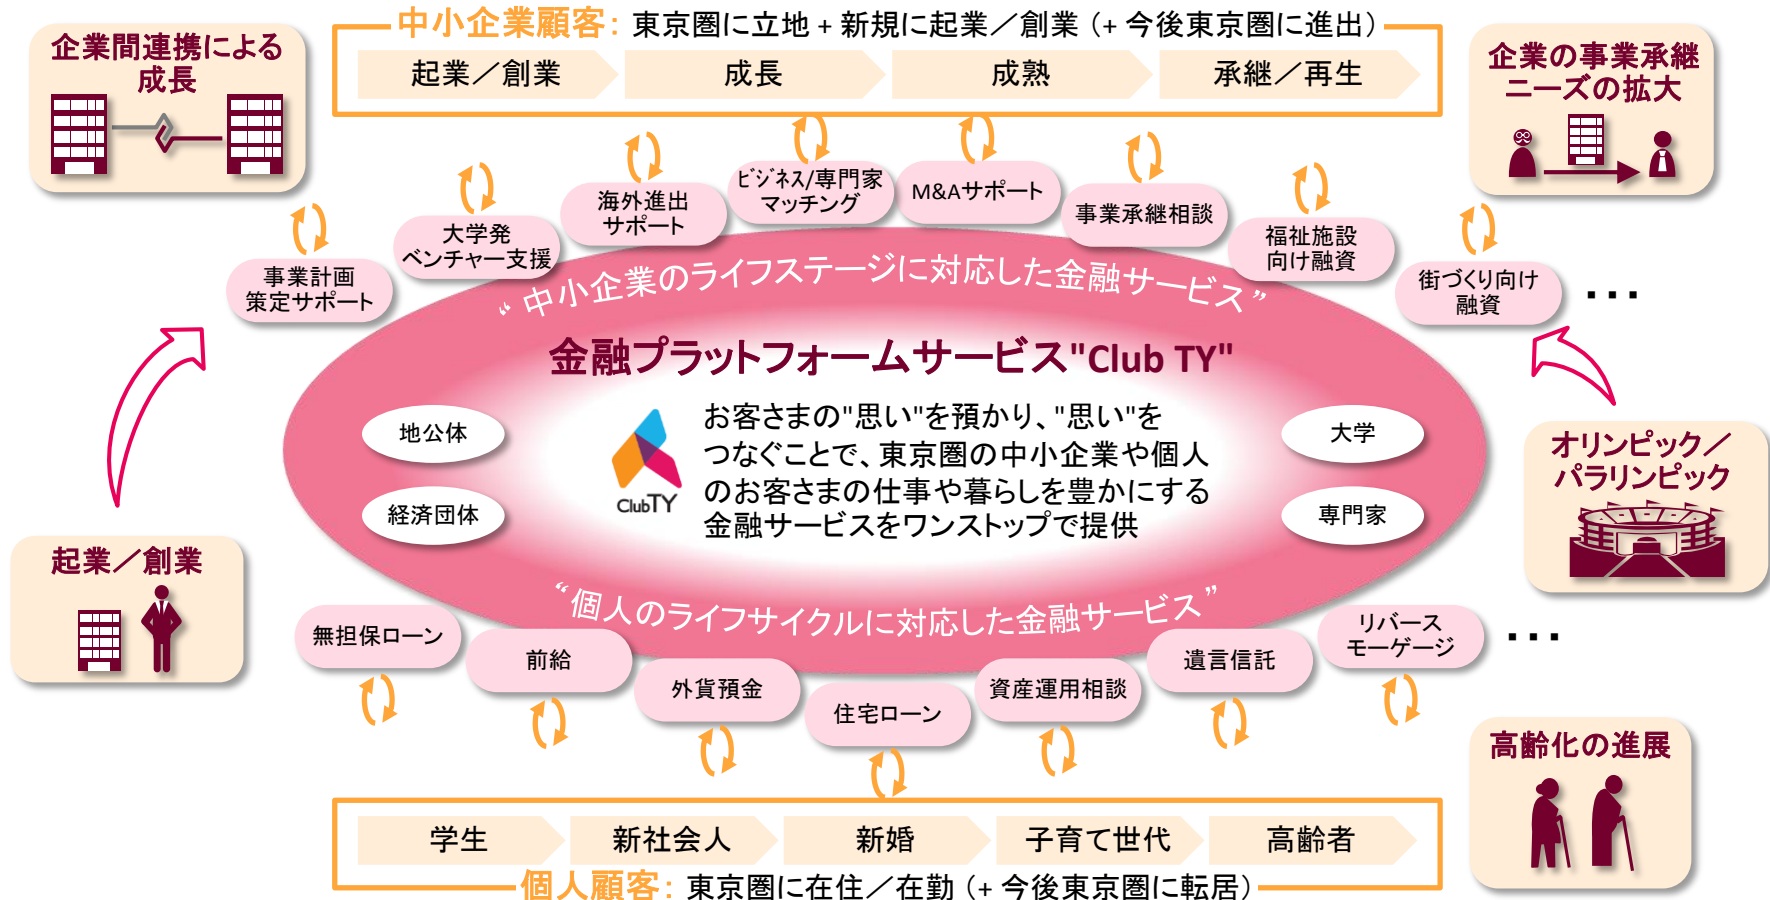 中小企業顧客： 東京圏に立地 + 新規に起業／創業 (+ 今後東京圏に進出)
起業／創業
成長
成熟
承継／再生
企業間連携による
成長
企業の事業承継
ニーズの拡大
事業計画
策定サポート
大学発
ベンチャー支援
海外進出
サポート
ﾋﾞｼﾞﾈｽ/専門家
マッチング
M&Aサポート
事業承継相談
福祉施設
向け融資
街づくり向け
融資
・・・
“ 中小企業のライフステージに対応した金融サービス ”
金融プラットフォームサービス"Club TY"
地公体
経済団体
ClubTY
お客さまの"思い"を預かり、"思い"を
つなぐことで、東京圏の中小企業や個人
のお客さまの仕事や暮らしを豊かにする
金融サービスをワンストップで提供
大学
専門家
起業／創業
オリンピック／
パラリンピック
“ 個人のライフサイクルに対応した金融サービス ”
無担保ローン
前給
外貨預金
住宅ローン
資産運用相談
遺言信託
リバース
モーゲージ
・・・
高齢化の進展
学生
新社会人
新婚
子育て世代
高齢者
個人顧客： 東京圏に在住／在勤 (+ 今後東京圏に転居)